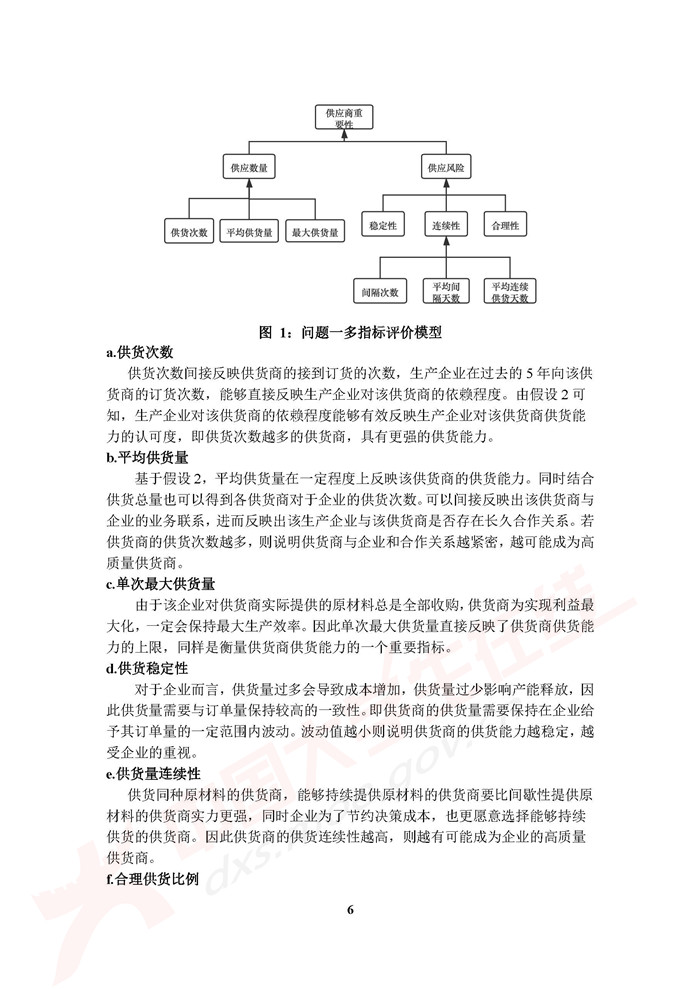 供应商重
要性
供应数量
供应风险
供货次数
平均供货量
最大供货量
稳定性
连续性
合理性
间隔次数
平均间
隔天数
平均连续
供货天数
图 1：问题一多指标评价模型
a.供货次数
供货次数间接反映供货商的接到订货的次数，生产企业在过去的 5 年向该供
货商的订货次数，能够直接反映生产企业对该供货商的依赖程度。由假设 2 可
知，生产企业对该供货商的依赖程度能够有效反映生产企业对该供货商供货能
力的认可度，即供货次数越多的供货商，具有更强的供货能力。
b.平均供货量
基于假设 2，平均供货量在一定程度上反映该供货商的供货能力。同时结合
供货总量也可以得到各供货商对于企业的供货次数。可以间接反映出该供货商与
企业的业务联系，进而反映出该生产企业与该供货商是否存在长久合作关系。若
供货商的供货次数越多，则说明供货商与企业和合作关系越紧密，越可能成为高
质量供货商。
c.单次最大供货量
由于该企业对供货商实际提供的原材料总是全部收购，供货商为实现利益最
大化，一定会保持最大生产效率。因此单次最大供货量直接反映了供货商供货能
力的上限，同样是衡量供货商供货能力的一个重要指标。
d.供货稳定性
对于企业而言，供货量过多会导致成本增加，供货量过少影响产能释放，因
此供货量需要与订单量保持较高的一致性。即供货商的供货量需要保持在企业给
予其订单量的一定范围内波动。波动值越小则说明供货商的供货能力越稳定，越
受企业的重视。
e.供货量连续性
供货同种原材料的供货商，能够持续提供原材料的供货商要比间歇性提供原
材料的供货商实力更强，同时企业为了节约决策成本，也更愿意选择能够持续
供货的供货商。因此供货商的供货连续性越高，则越有可能成为企业的高质量
供货商。
f.合理供货比例
6
中国大学生在线